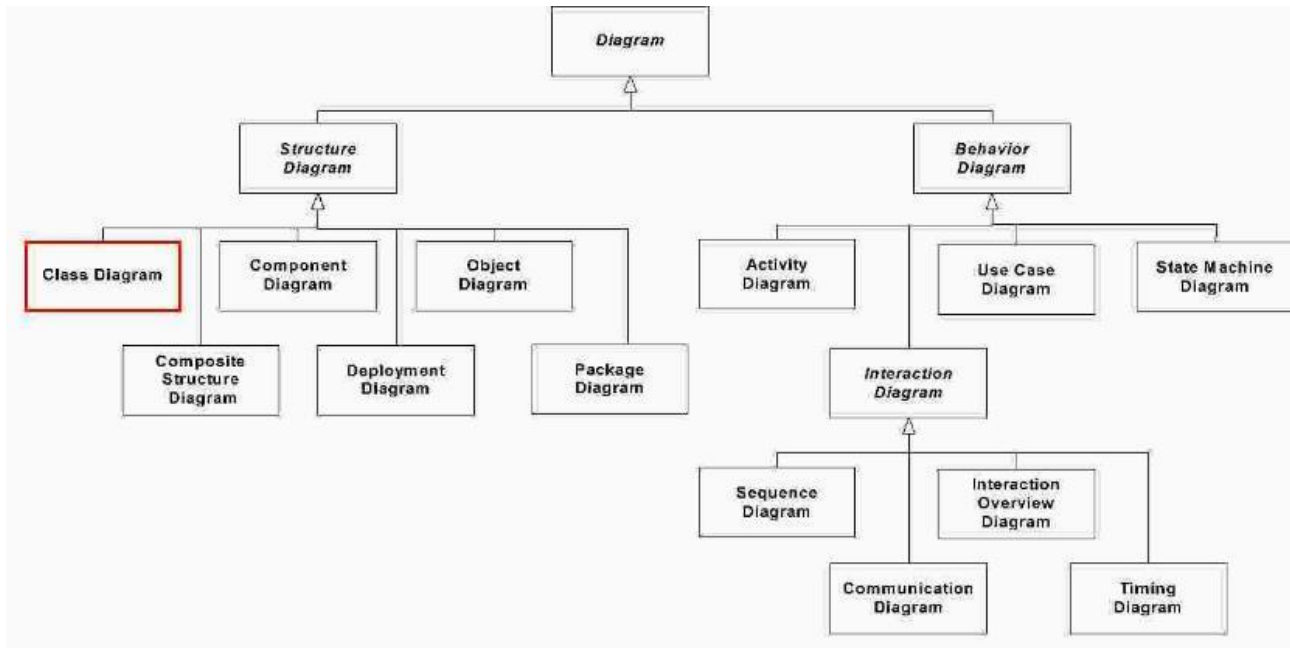 Diagram
Structure
Diagram
Behavior
Diagram
Class Diagram
Component
Diagram
Object
Diagram
Activity
Diagram
Use Case
Diagram
State Machine
Diagram
Composite
Structure
Diagram
Deployment
Diagram
Package
Diagram
Interaction
Diagram
Sequence
Diagram
Interaction
Overview
Diagram
Communication
Diagram
Timing
Diagram